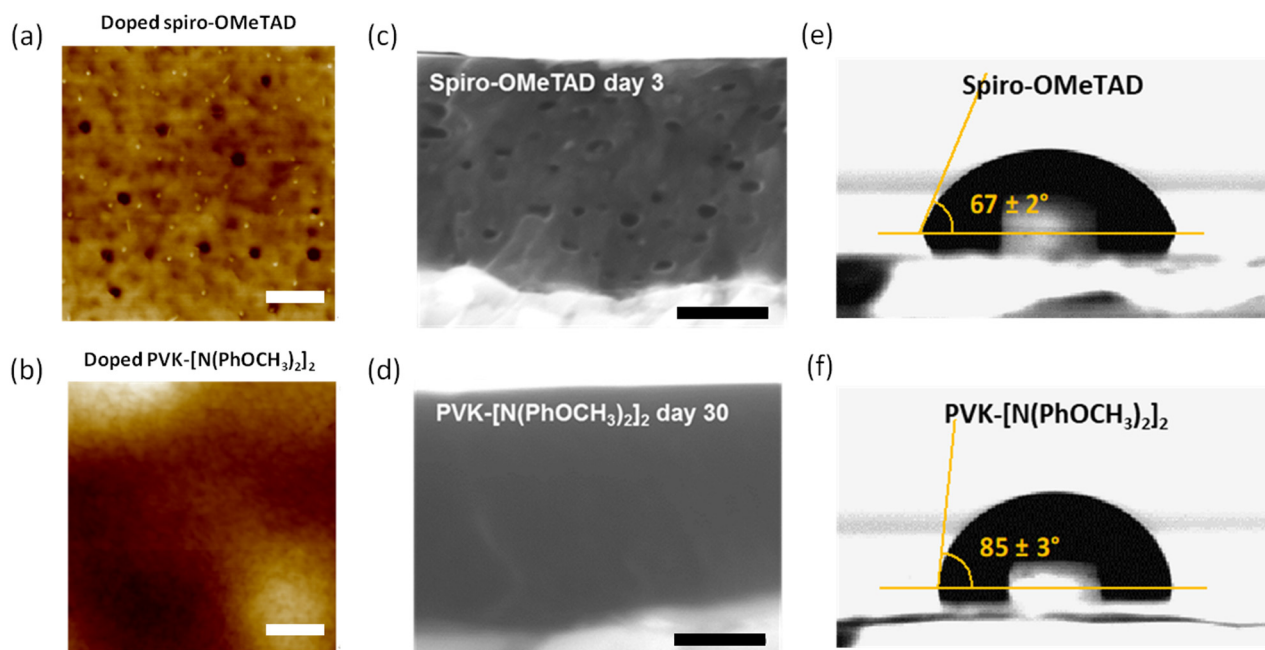 (a)
Doped spiro-OMeTAD
(c)
Spiro-OMeTAD day 3
(e)
Spiro-OMeTAD
67 ± 2°
(b)
Doped PVK-[N(PhOCH₃)₂]₂
(d)
PVK-[N(PhOCH₃)₂]₂ day 30
(f)
PVK-[N(PhOCH₃)₂]₂
85 ± 3°